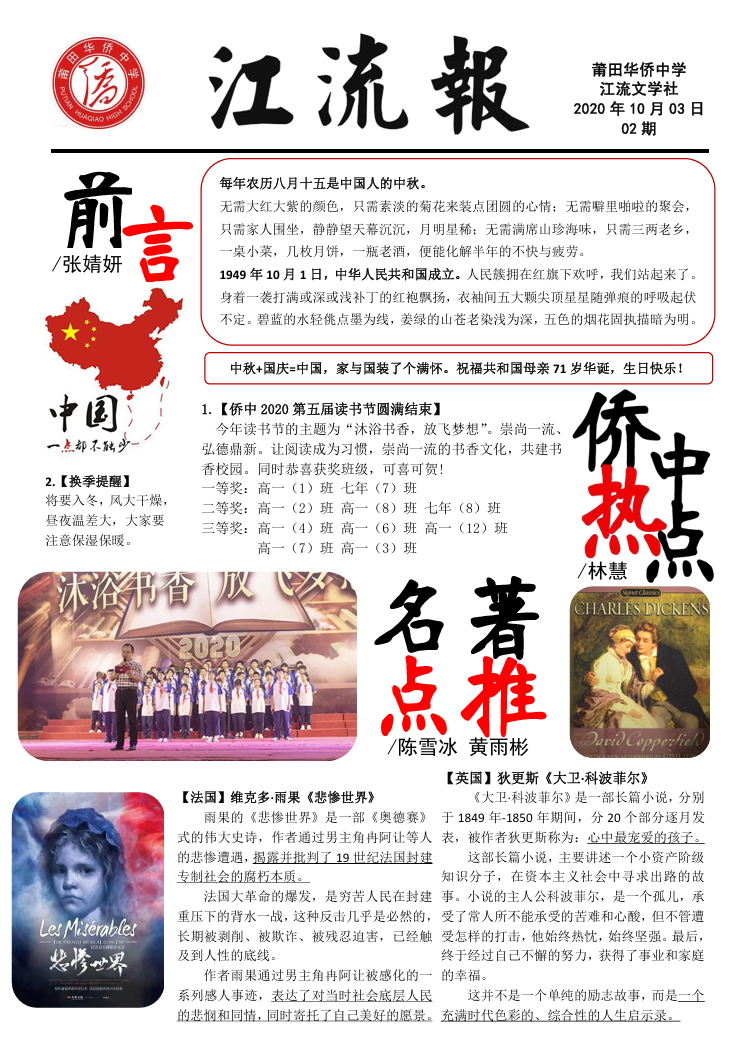 莆田华侨中学
PUTIAN HUAQIAO HIGH SCHOOL
侨
江流報
莆田华侨中学
江流文学社
2020 年 10 月 03 日
02 期
前言
/张婧妍
每年农历八月十五是中国人的中秋。
无需大红大紫的颜色，只需素淡的菊花来装点团圆的心情；无需噼里啪啦的聚会，
只需家人围坐，静静望天幕沉沉，月明星稀；无需满席山珍海味，只需三两老乡，
一桌小菜，几枚月饼，一瓶老酒，便能化解半年的不快与疲劳。
1949 年 10 月 1 日，中华人民共和国成立。人民簇拥在红旗下欢呼，我们站起来了。
身着一袭打满或深或浅补丁的红袍飘扬，衣袖间五大颗尖顶星星随弹痕的呼吸起伏
不定。碧蓝的水轻佻点墨为线，姜绿的山苍老染浅为深，五色的烟花固执描暗为明。
中国
一点都不能少
中秋+国庆=中国，家与国装了个满怀。祝福共和国母亲 71 岁华诞，生日快乐！
1.【侨中 2020 第五届读书节圆满结束】
今年读书节的主题为“沐浴书香，放飞梦想”。崇尚一流、
弘德鼎新。让阅读成为习惯，崇尚一流的书香文化，共建书
香校园。同时恭喜获奖班级，可喜可贺!
一等奖：高一（1）班 七年（7）班
二等奖：高一（2）班 高一（8）班 七年（8）班
三等奖：高一（4）班 高一（6）班 高一（12）班
高一（7）班 高一（3）班
2.【换季提醒】
将要入冬，风大干燥，
昼夜温差大，大家要
注意保湿保暖。
侨中热点
/林慧
沐浴书香 放飞梦
2020
名著点推
/陈雪冰 黄雨彬
Signet Classics
CHARLES DICKENS
David Copperfield
Les Misérables
悲惨世界
【法国】维克多·雨果《悲惨世界》
雨果的《悲惨世界》是一部《奥德赛》
式的伟大史诗，作者通过男主角冉阿让等人
的悲惨遭遇，揭露并批判了 19 世纪法国封建
专制社会的腐朽本质。
法国大革命的爆发，是穷苦人民在封建
重压下的背水一战，这种反击几乎是必然的，
长期被剥削、被欺诈、被残忍迫害，已经触
及到人性的底线。
作者雨果通过男主角冉阿让被感化的一
系列感人事迹，表达了对当时社会底层人民
的悲悯和同情，同时寄托了自己美好的愿景。
【英国】狄更斯《大卫·科波菲尔》
《大卫·科波菲尔》是一部长篇小说，分别
于 1849 年-1850 年期间，分 20 个部分逐月发
表，被作者狄更斯称为：心中最宠爱的孩子。
这部长篇小说，主要讲述一个小资产阶级
知识分子，在资本主义社会中寻求出路的故
事。小说的主人公科波菲尔，是一个孤儿，承
受了常人所不能承受的苦难和心酸，但不管遭
受怎样的打击，他始终热忱，始终坚强。最后，
终于经过自己不懈的努力，获得了事业和家庭
的幸福。
这并不是一个单纯的励志故事，而是一个
充满时代色彩的、综合性的人生启示录。